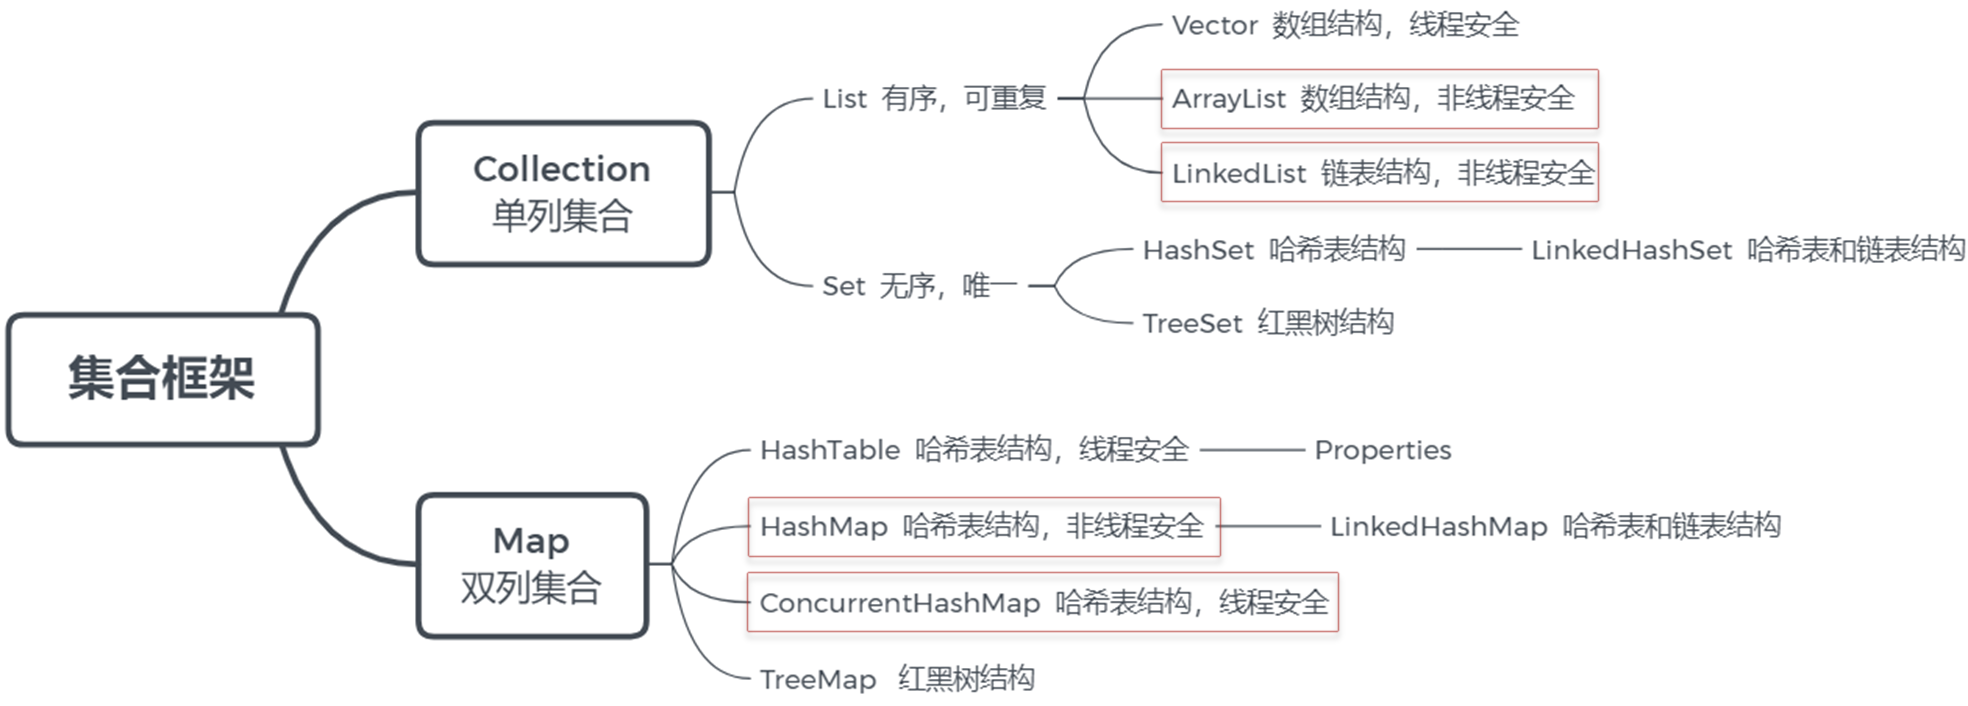 集合框架
Collection
单列集合
List 有序，可重复
Vector 数组结构，线程安全
ArrayList 数组结构，非线程安全
LinkedList 链表结构，非线程安全
Set 无序，唯一
HashSet 哈希表结构
LinkedHashSet 哈希表和链表结构
TreeSet 红黑树结构
Map
双列集合
HashTable 哈希表结构，线程安全
Properties
HashMap 哈希表结构，非线程安全
LinkedHashMap 哈希表和链表结构
ConcurrentHashMap 哈希表结构，线程安全
TreeMap 红黑树结构